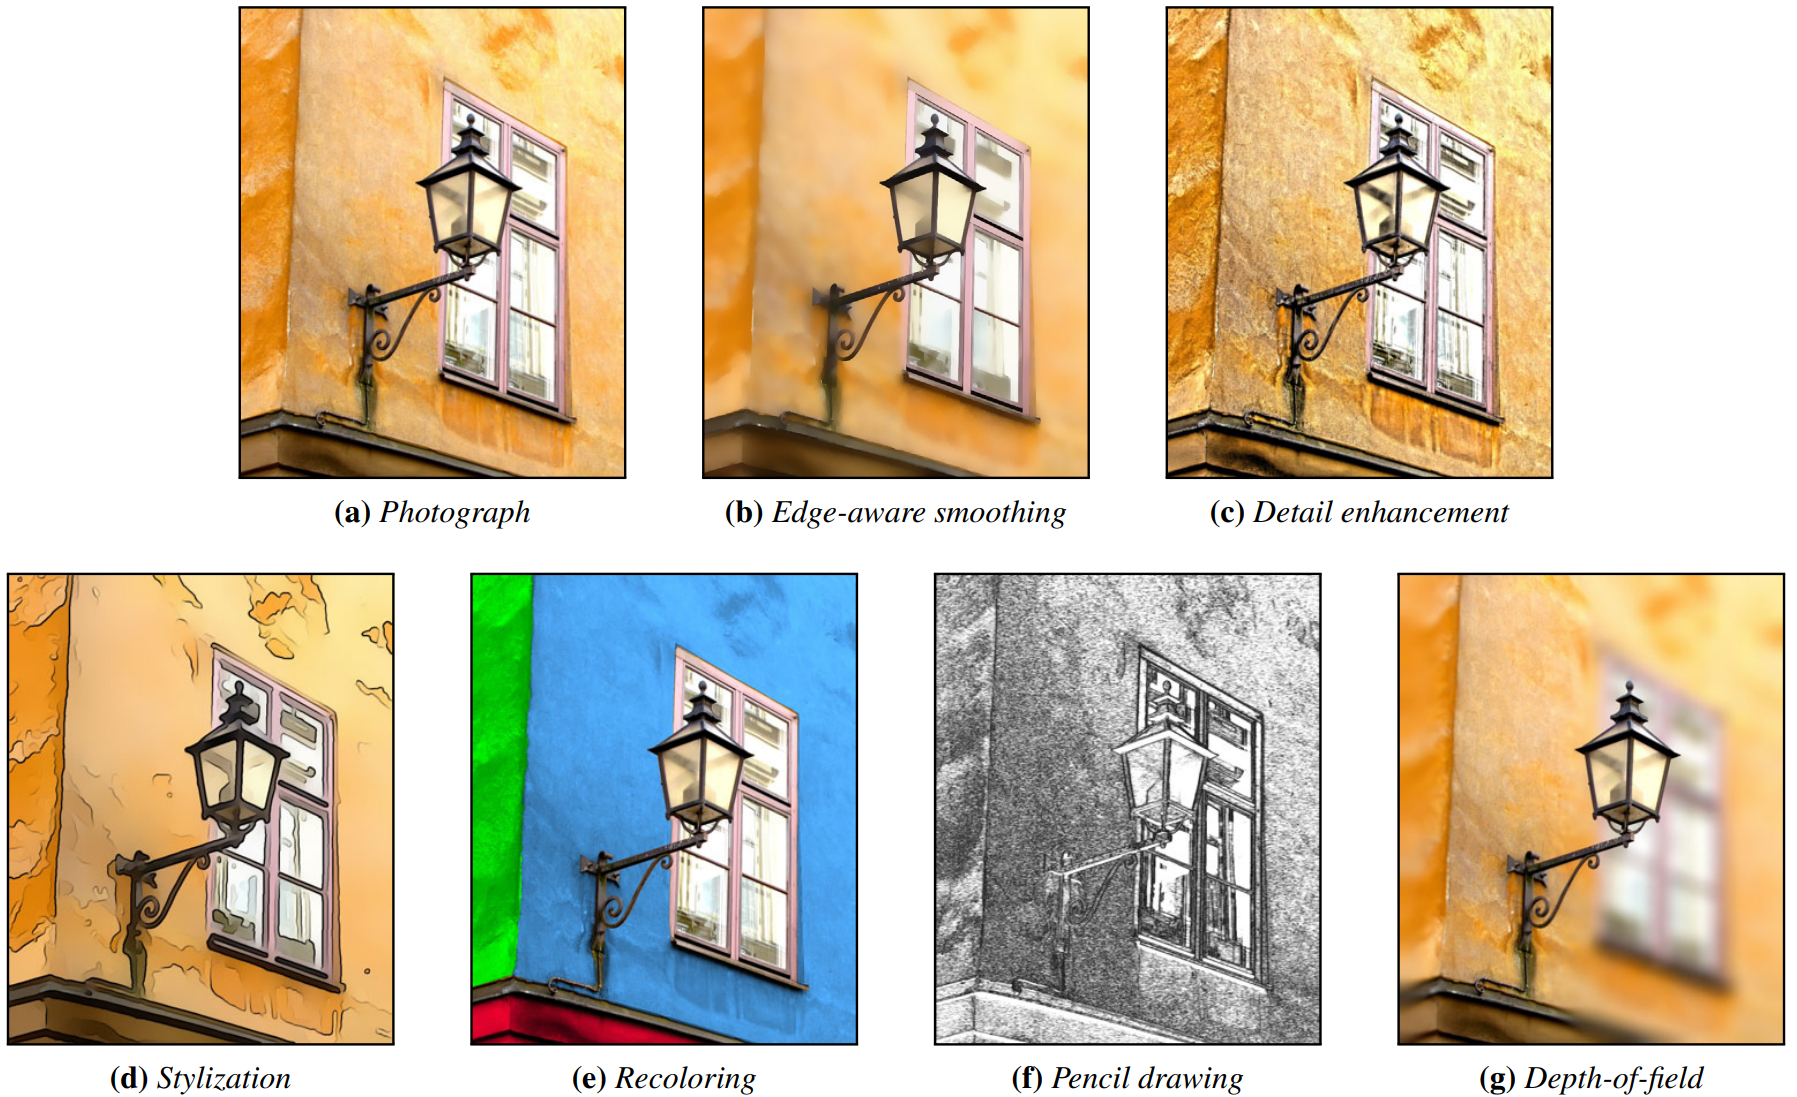 (a) Photograph
(b) Edge-aware smoothing
(c) Detail enhancement
(d) Stylization
(e) Recoloring
(f) Pencil drawing
(g) Depth-of-field